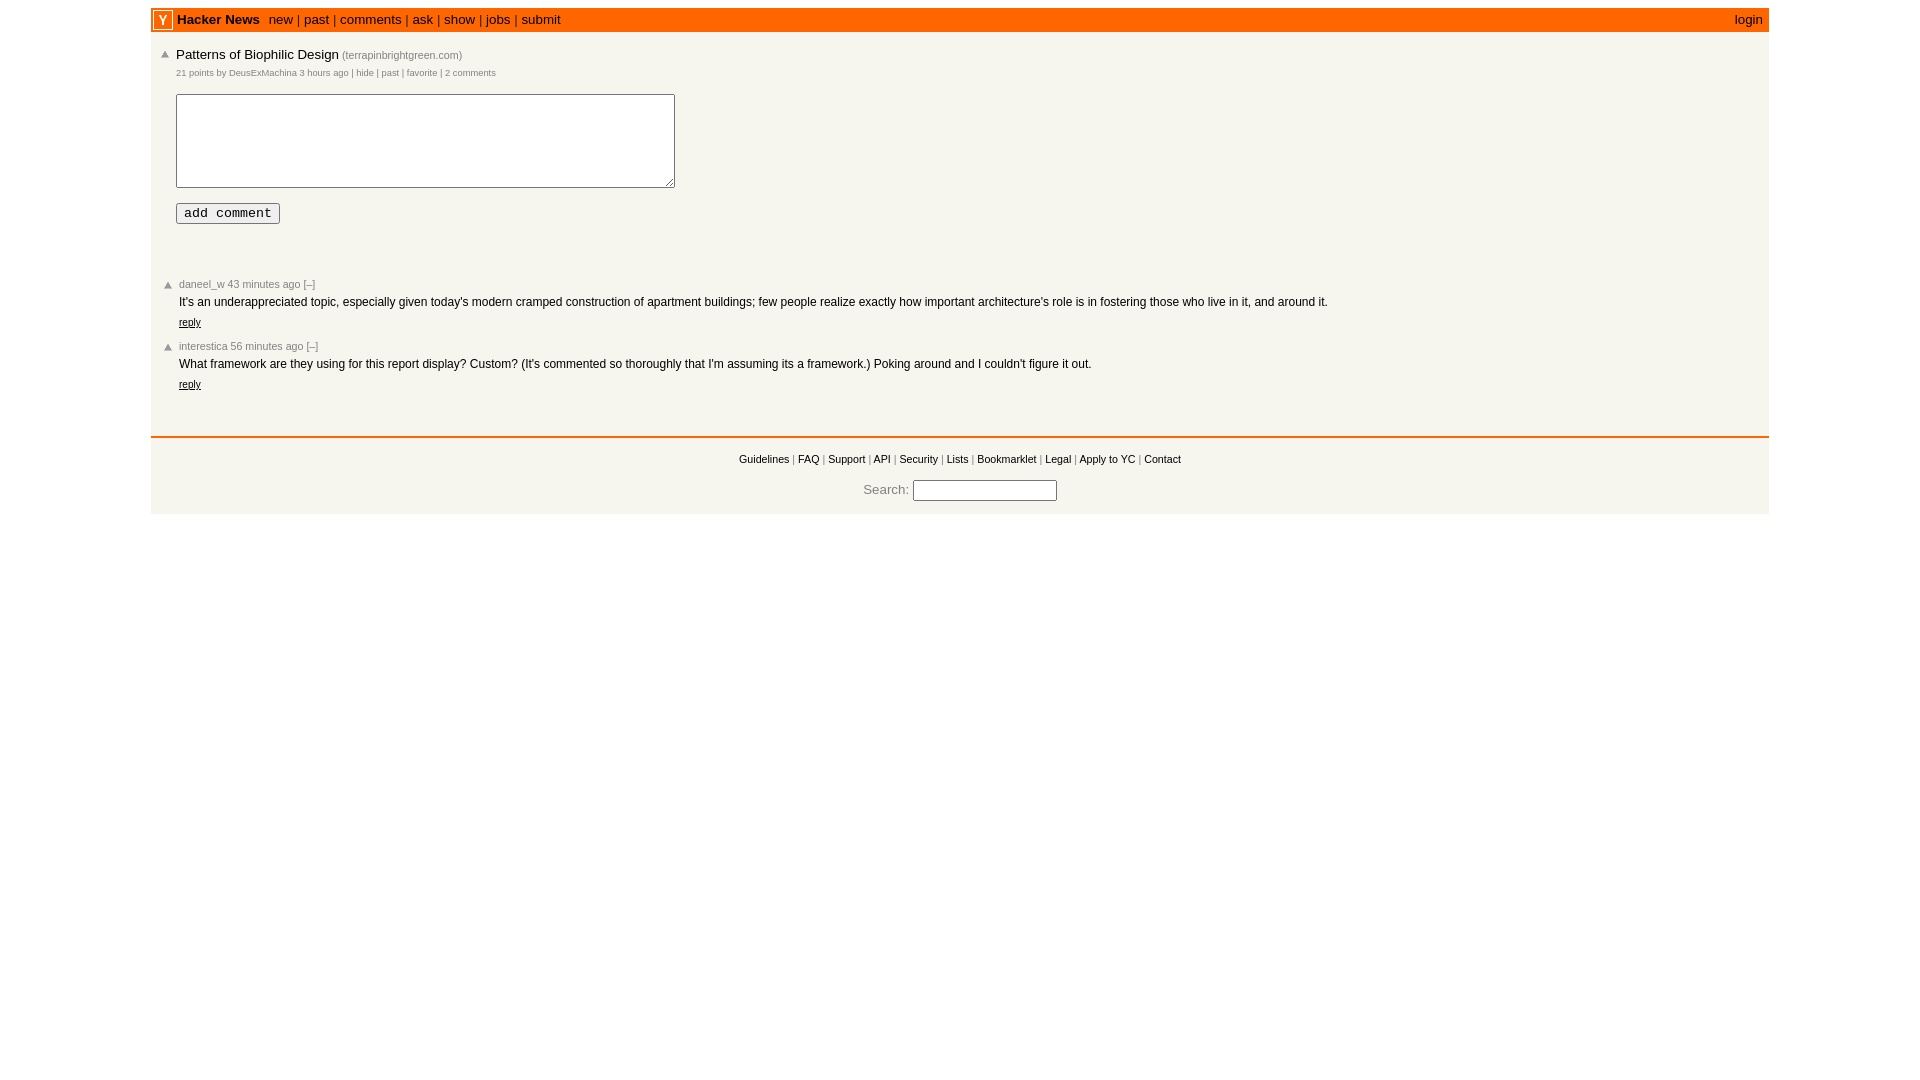 Y Hacker News new | past | comments | ask | show | jobs | submit login
Patterns of Biophilic Design (terrapinbrightgreen.com)
21 points by DeusExMachina 3 hours ago | hide | past | favorite | 2 comments
add comment
daneel_w 43 minutes ago [–]
It's an underappreciated topic, especially given today's modern cramped construction of apartment buildings; few people realize exactly how important architecture's role is in fostering those who live in it, and around it.
reply
interestica 56 minutes ago [–]
What framework are they using for this report display? Custom? (It's commented so thoroughly that I'm assuming its a framework.) Poking around and I couldn't figure it out.
reply
Guidelines | FAQ | Support | API | Security | Lists | Bookmarklet | Legal | Apply to YC | Contact
Search: